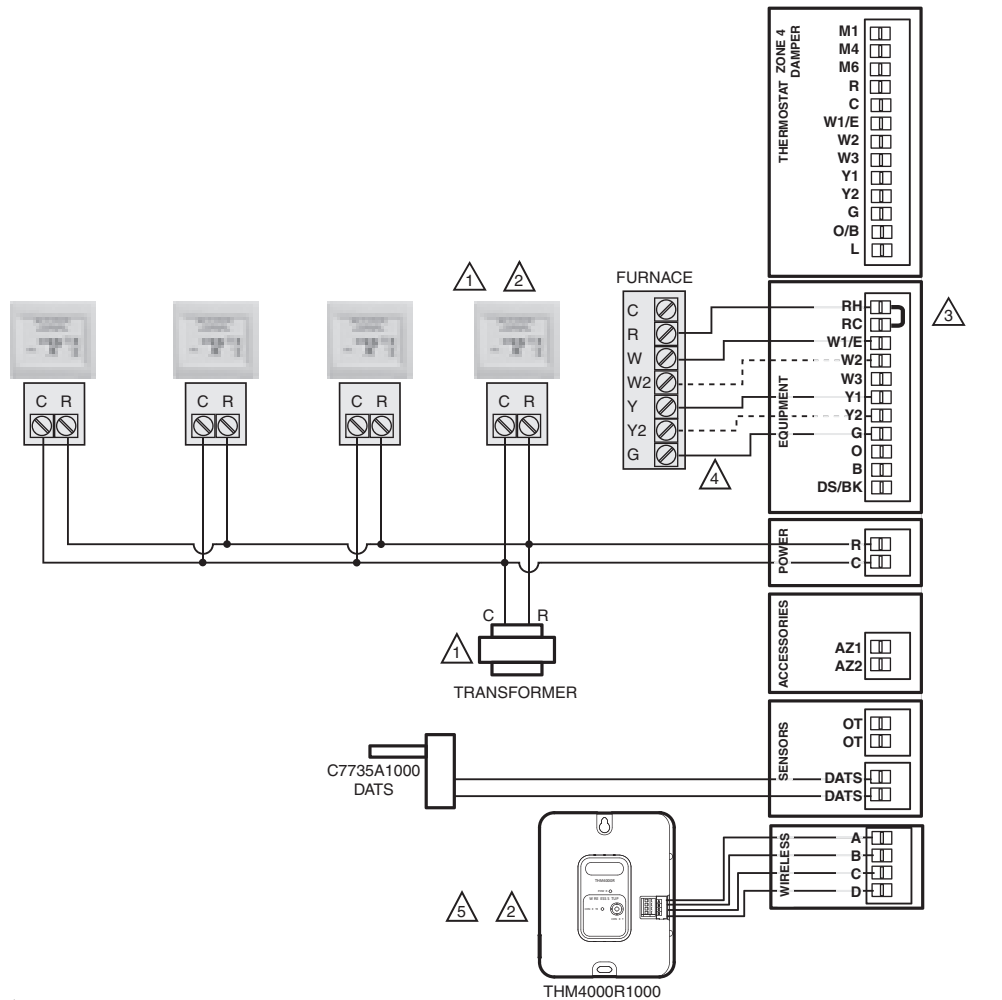 THERMOSTAT ZONE 4
DAMPER
M1
M4
M6
R
C
W1/E
W2
W3
Y1
Y2
G
O/B
L
1
2
FURNACE
C
R
W
W2
Y
Y2
G
4
EQUIPMENT
RH
RC
W1/E
W2
W3
Y1
Y2
G
O
B
DS/BK
3
C R
C R
C R
C R
POWER
R
C
C R
1
TRANSFORMER
ACCESSORIES
AZ1
AZ2
SENSORS
OT
OT
DATS
DATS
C7735A1000
DATS
WIRELESS
A
B
C
D
5
2
THM4000R1000